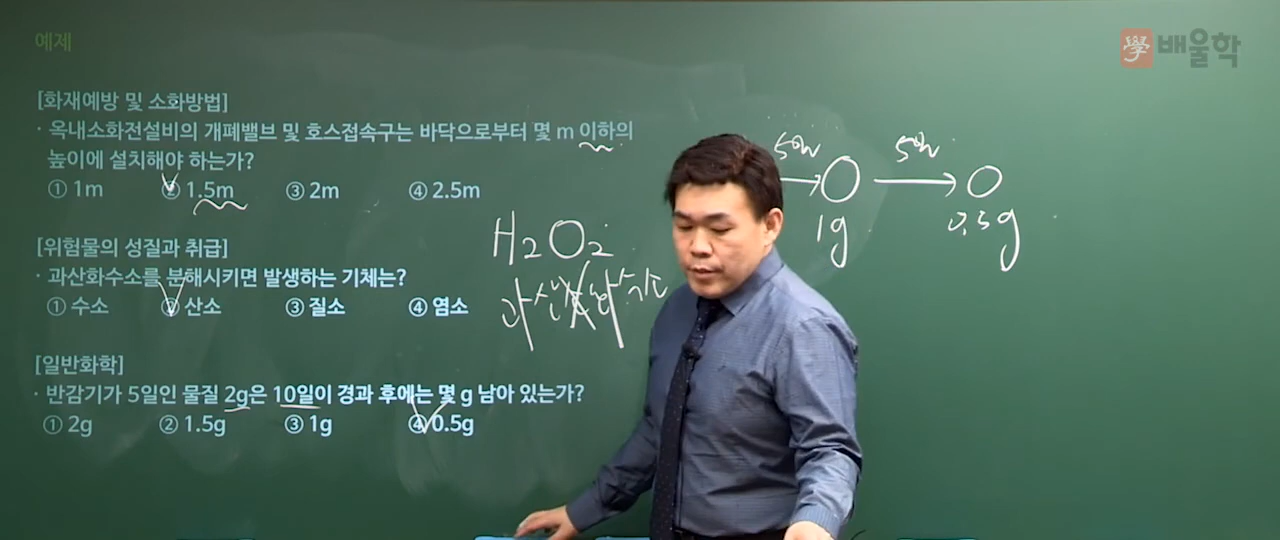 예제
學 배울학
[화재예방 및 소화방법]
· 옥내소화전설비의 개폐밸브 및 호스접속구는 바닥으로부터 몇 m 이하의
높이에 설치해야 하는가?
① 1m ② 1.5m ③ 2m ④ 2.5m
[위험물의 성질과 취급]
· 과산화수소를 분해시키면 발생하는 기체는?
① 수소 ② 산소 ③ 질소 ④ 염소
[일반화학]
· 반감기가 5일인 물질 2g은 10일이 경과 후에는 몇 g 남아 있는가?
① 2g ② 1.5g ③ 1g ④ 0.5g
H₂O₂
5일 5일
1g 0.5g